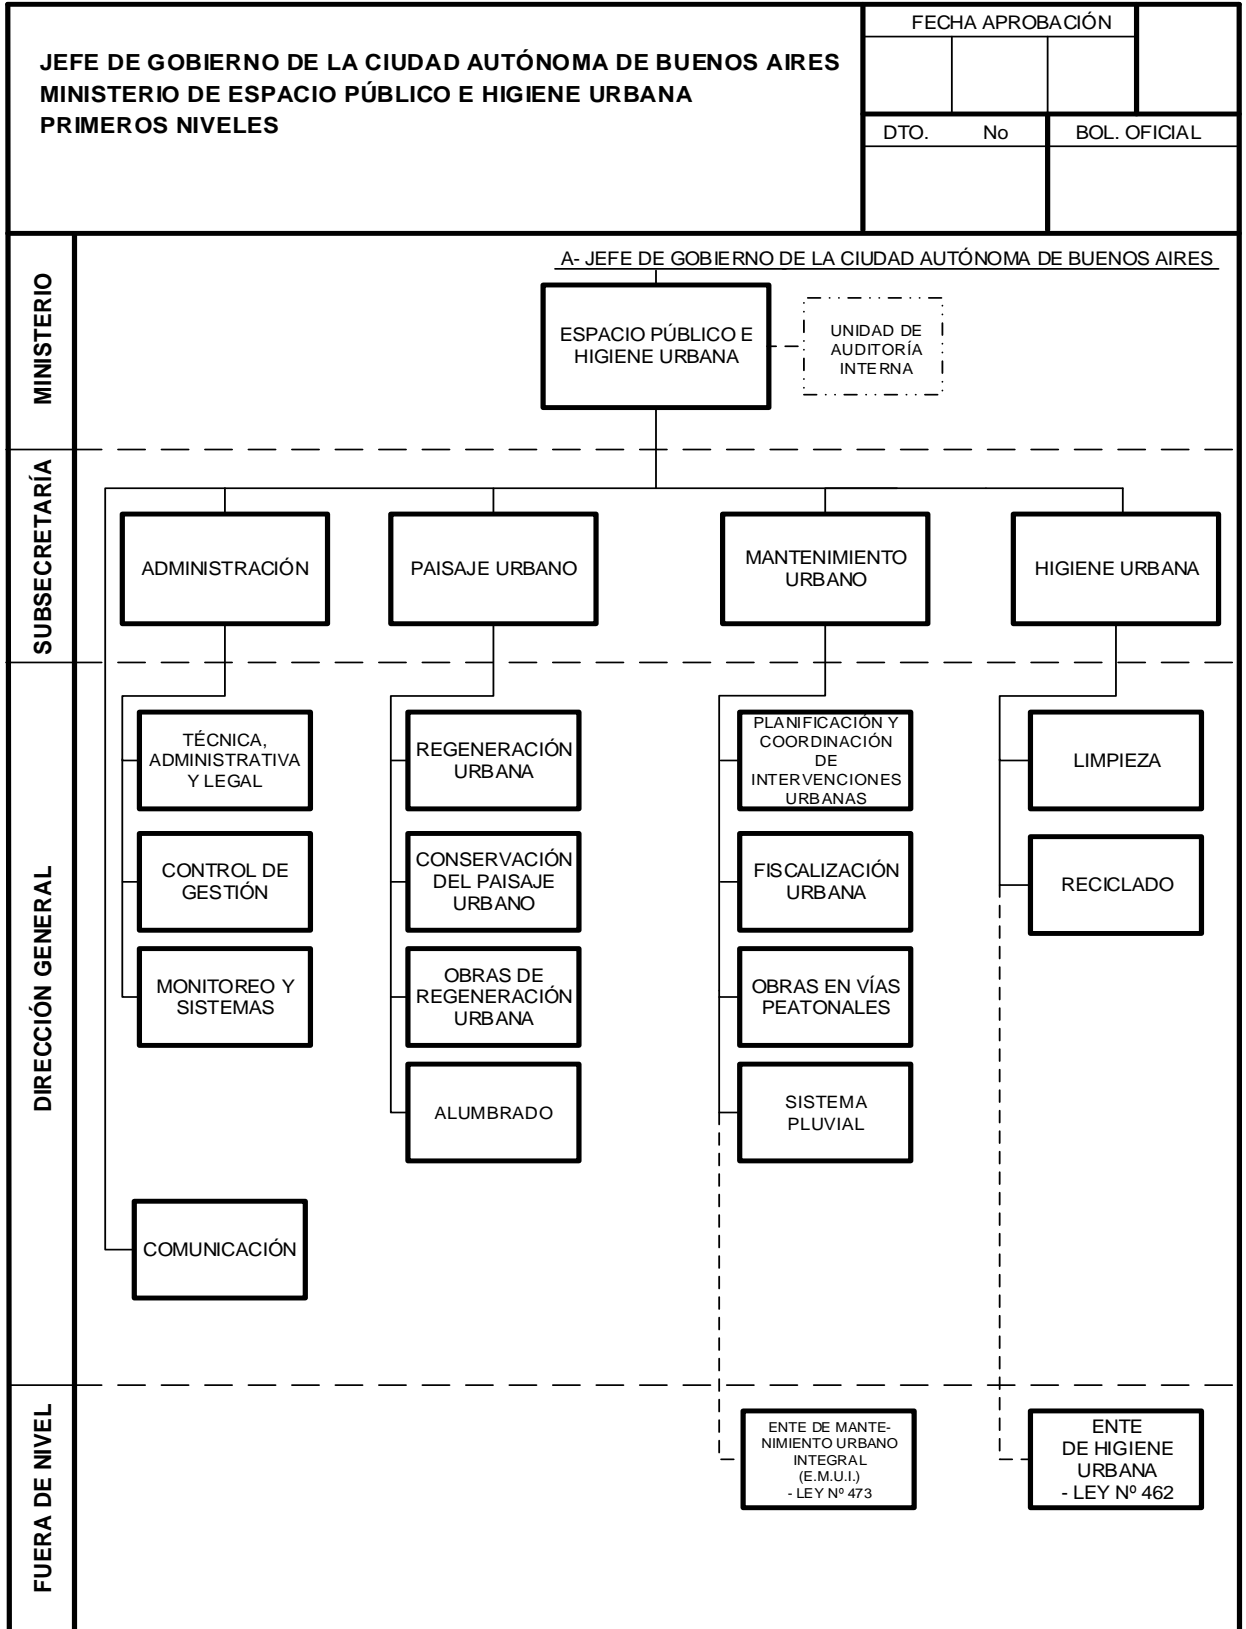 JEFE DE GOBIERNO DE LA CIUDAD AUTÓNOMA DE BUENOS AIRES
MINISTERIO DE ESPACIO PÚBLICO E HIGIENE URBANA
PRIMEROS NIVELES
FECHA APROBACIÓN
DTO. No
BOL. OFICIAL
MINISTERIO
A- JEFE DE GOBIERNO DE LA CIUDAD AUTÓNOMA DE BUENOS AIRES
ESPACIO PÚBLICO E
HIGIENE URBANA
UNIDAD DE
AUDITORÍA
INTERNA
SUBSECRETARÍA
ADMINISTRACIÓN
PAISAJE URBANO
MANTENIMIENTO
URBANO
HIGIENE URBANA
DIRECCIÓN GENERAL
TÉCNICA,
ADMINISTRATIVA
Y LEGAL
REGENERACIÓN
URBANA
PLANIFICACIÓN Y
COORDINACIÓN
DE
INTERVENCIONES
URBANAS
LIMPIEZA
CONTROL DE
GESTIÓN
CONSERVACIÓN
DEL PAISAJE
URBANO
FISCALIZACIÓN
URBANA
RECICLADO
MONITOREO Y
SISTEMAS
OBRAS DE
REGENERACIÓN
URBANA
OBRAS EN VÍAS
PEATONALES
ALUMBRADO
SISTEMA
PLUVIAL
COMUNICACIÓN
FUERA DE NIVEL
ENTE DE MANTE-
NIMIENTO URBANO
INTEGRAL
(E.M.U.I.)
- LEY Nº 473
ENTE
DE HIGIENE
URBANA
- LEY Nº 462